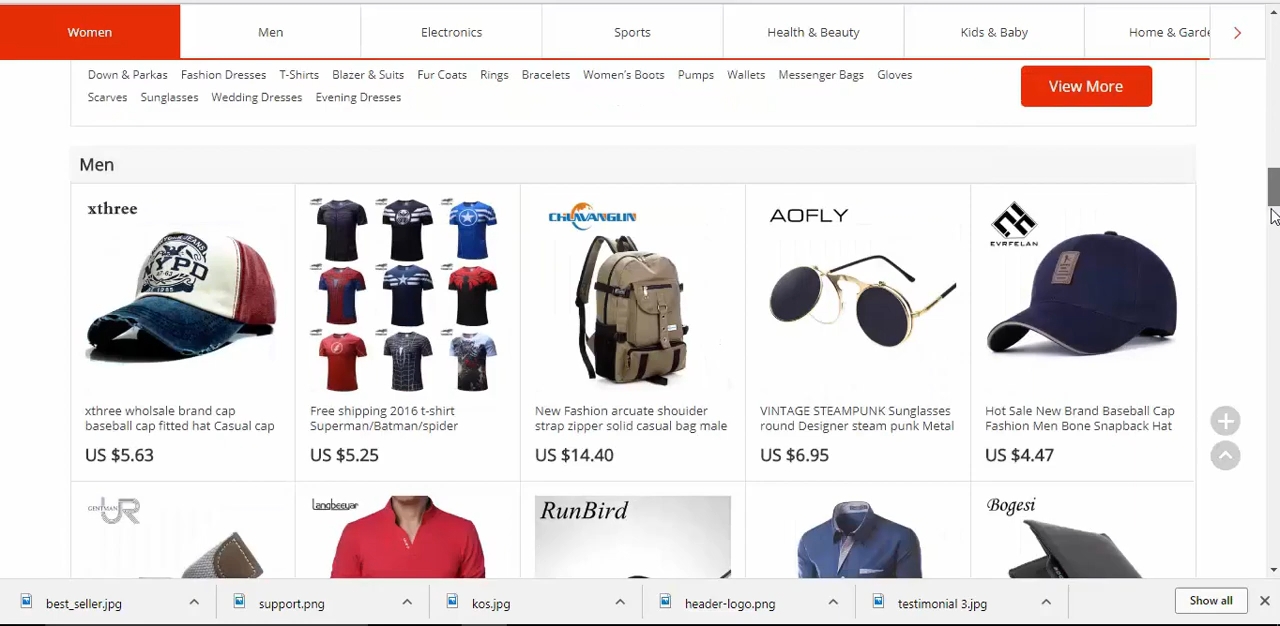 Women
Men
Electronics
Sports
Health & Beauty
Kids & Baby
Home & Garde
Down & Parkas Fashion Dresses T-Shirts Blazer & Suits Fur Coats Rings Bracelets Women's Boots Pumps Wallets Messenger Bags Gloves
Scarves Sunglasses Wedding Dresses Evening Dresses
View More
Men
xthree
CHUWANGLIN
AOFLY
EVRFELAN
NYPD
xthree wholesale brand cap
baseball cap fitted hat Casual cap
US $5.63
Free shipping 2016 t-shirt
Superman/Batman/spider
US $5.25
New Fashion arcuate shouider
strap zipper solid casual bag male
US $14.40
VINTAGE STEAMPUNK Sunglasses
round Designer steam punk Metal
US $6.95
Hot Sale New Brand Baseball Cap
Fashion Men Bone Snapback Hat
US $4.47
GENTMAN UR
Langbeeyar
RunBird
Bogesi
best_seller.jpg
support.png
kos.jpg
header-logo.png
testimonial 3.jpg
Show all